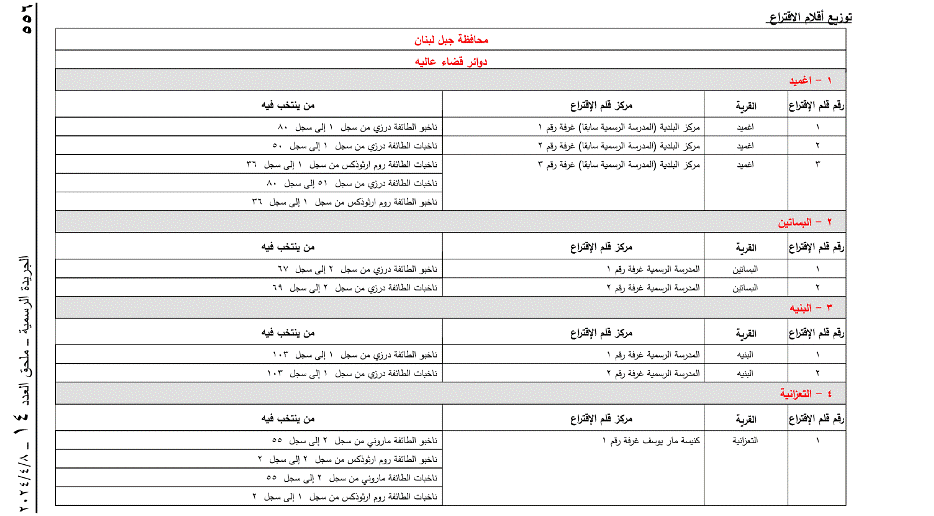 توزيع أقلام الاقتراع
محافظة جبل لبنان
دوائر قضاء عاليه
١ - اغميد
رقم قلم الإقتراع القرية مركز قلم الإقتراع من ينتخب فيه
١ اغميد مركز البلدية (المدرسة الرسمية سابقا) غرفة رقم ١ ناخبو الطائفة درزي من سجل ١ إلى سجل ٨٠
٢ اغميد مركز البلدية (المدرسة الرسمية سابقا) غرفة رقم ٢ ناخبات الطائفة درزي من سجل ١ إلى سجل ٥٠
٣ اغميد مركز البلدية (المدرسة الرسمية سابقا) غرفة رقم ٣ ناخبات الطائفة روم ارثوذكس من سجل ١ إلى سجل ٣٦
ناخبات الطائفة درزي من سجل ٥١ إلى سجل ٨٠
ناخبو الطائفة روم ارثوذكس من سجل ١ إلى سجل ٣٦
٢ - البساتين
رقم قلم الإقتراع القرية مركز قلم الإقتراع من ينتخب فيه
١ البساتين المدرسة الرسمية غرفة رقم ١ ناخبو الطائفة درزي من سجل ٢ إلى سجل ٦٧
٢ البساتين المدرسة الرسمية غرفة رقم ٢ ناخبات الطائفة درزي من سجل ٢ إلى سجل ٦٩
٣ - البنيه
رقم قلم الإقتراع القرية مركز قلم الإقتراع من ينتخب فيه
١ البنيه المدرسة الرسمية غرفة رقم ١ ناخبو الطائفة درزي من سجل ١ إلى سجل ١٠٣
٢ البنيه المدرسة الرسمية غرفة رقم ٢ ناخبات الطائفة درزي من سجل ١ إلى سجل ١٠٣
٤ - التعزانية
رقم قلم الإقتراع القرية مركز قلم الإقتراع من ينتخب فيه
١ التعزانية كنيسة مار يوسف غرفة رقم ١ ناخبو الطائفة ماروني من سجل ٢ إلى سجل ٥٥
ناخبو الطائفة روم ارثوذكس من سجل ٢ إلى سجل ٢
ناخبات الطائفة ماروني من سجل ٢ إلى سجل ٥٥
ناخبات الطائفة روم ارثوذكس من سجل ١ إلى سجل ٢
٥٥٦
الجريدة الرسمية - ملحق العدد ١٤ - ٢٠٢٤/٤/٨